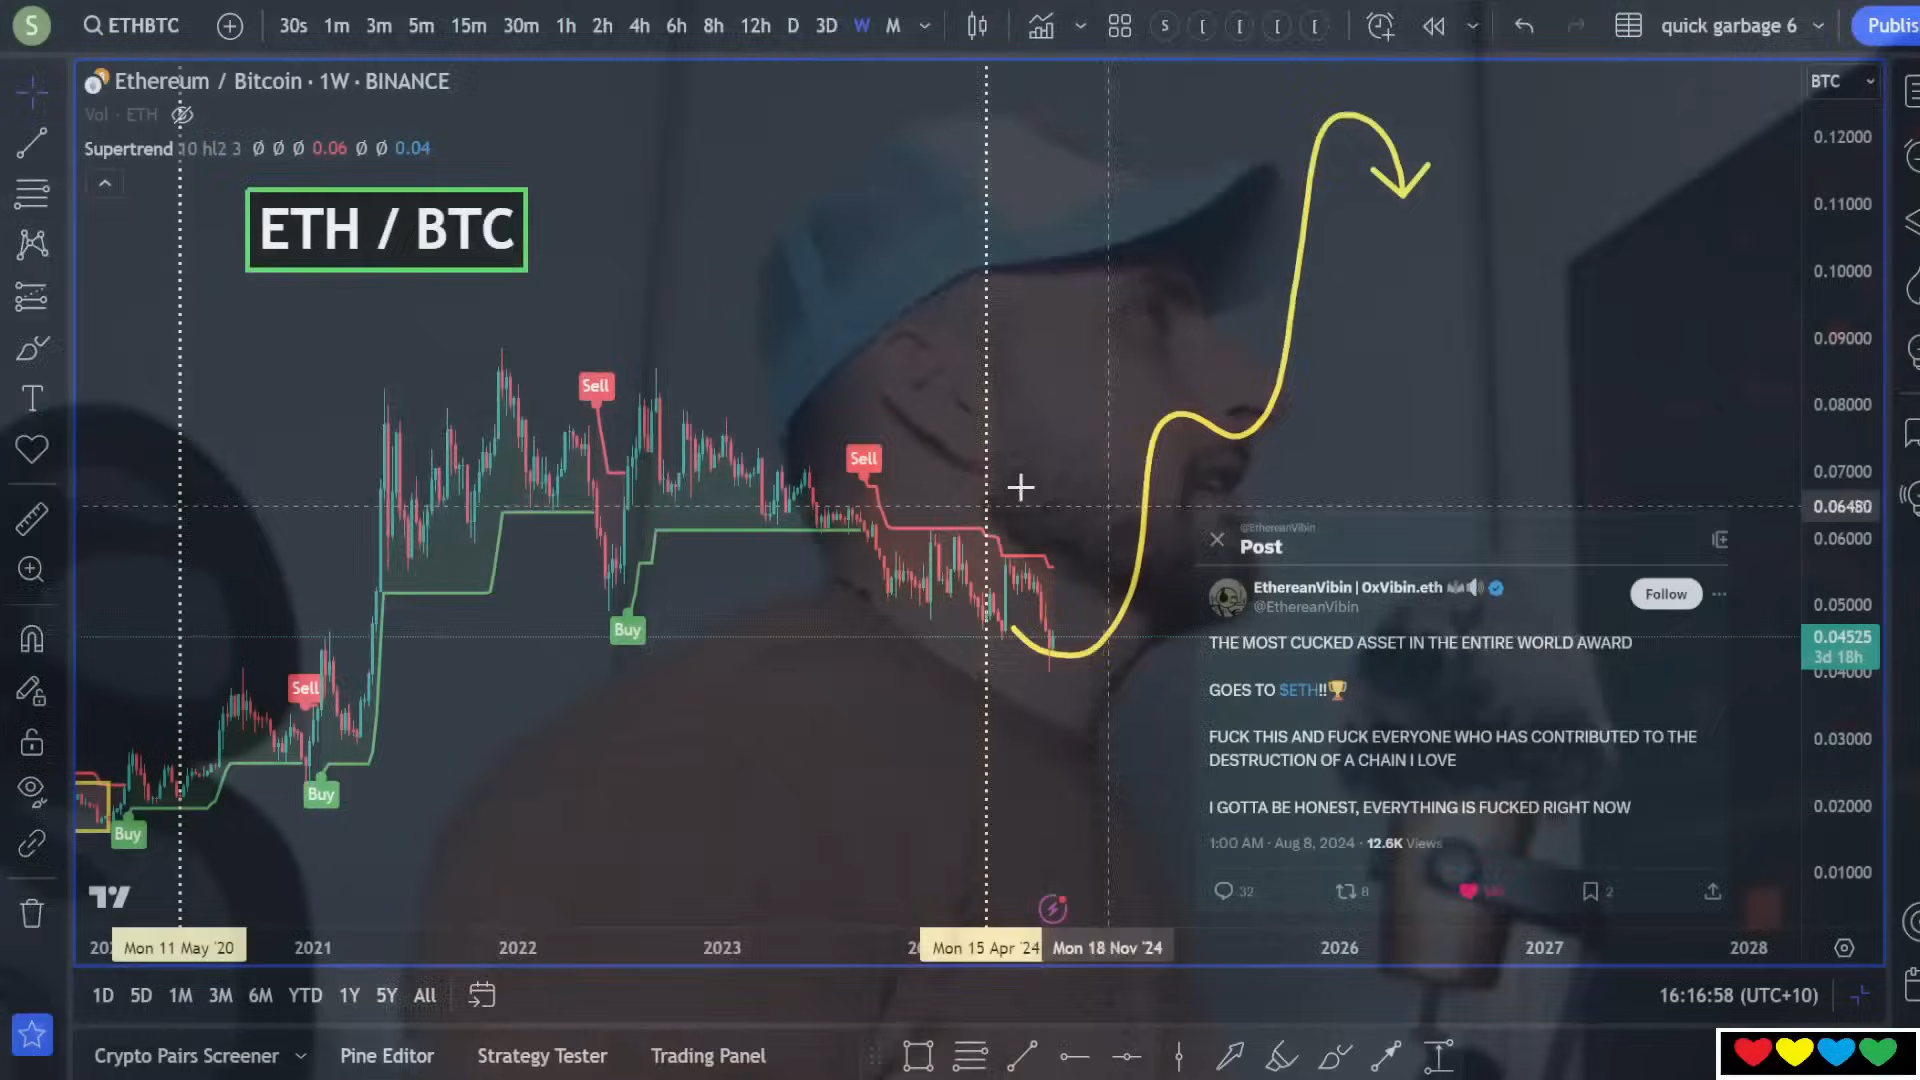 S
ETHBTC
30s 1m 3m 5m 15m 30m 1h 2h 4h 6h 8h 12h D 3D W M
S [ [ [ [
quick garbage 6
Publis
Ethereum / Bitcoin · 1W · BINANCE
BTC
Vol · ETH
Supertrend 10 hl2 3 Ø Ø Ø 0.06 Ø Ø 0.04
ETH / BTC
0.12000
0.11000
0.10000
0.09000
0.08000
0.07000
0.06480
0.06000
0.05000
0.04525
3d 18h
0.04000
0.03000
0.02000
0.01000
Sell
Sell
Sell
Buy
Buy
Buy
@EthereanVibin
Post
EthereanVibin | 0xVibin.eth
@EthereanVibin
Follow
THE MOST CUCKED ASSET IN THE ENTIRE WORLD AWARD
GOES TO $ETH!!🏆
FUCK THIS AND FUCK EVERYONE WHO HAS CONTRIBUTED TO THE
DESTRUCTION OF A CHAIN I LOVE
I GOTTA BE HONEST, EVERYTHING IS FUCKED RIGHT NOW
1:00 AM · Aug 8, 2024 · 12.6K Views
32 8 2
Mon 11 May '20 2021 2022 2023 Mon 15 Apr '24 Mon 18 Nov '24 2026 2027 2028
1D 5D 1M 3M 6M YTD 1Y 5Y All
16:16:58 (UTC+10)
Crypto Pairs Screener Pine Editor Strategy Tester Trading Panel